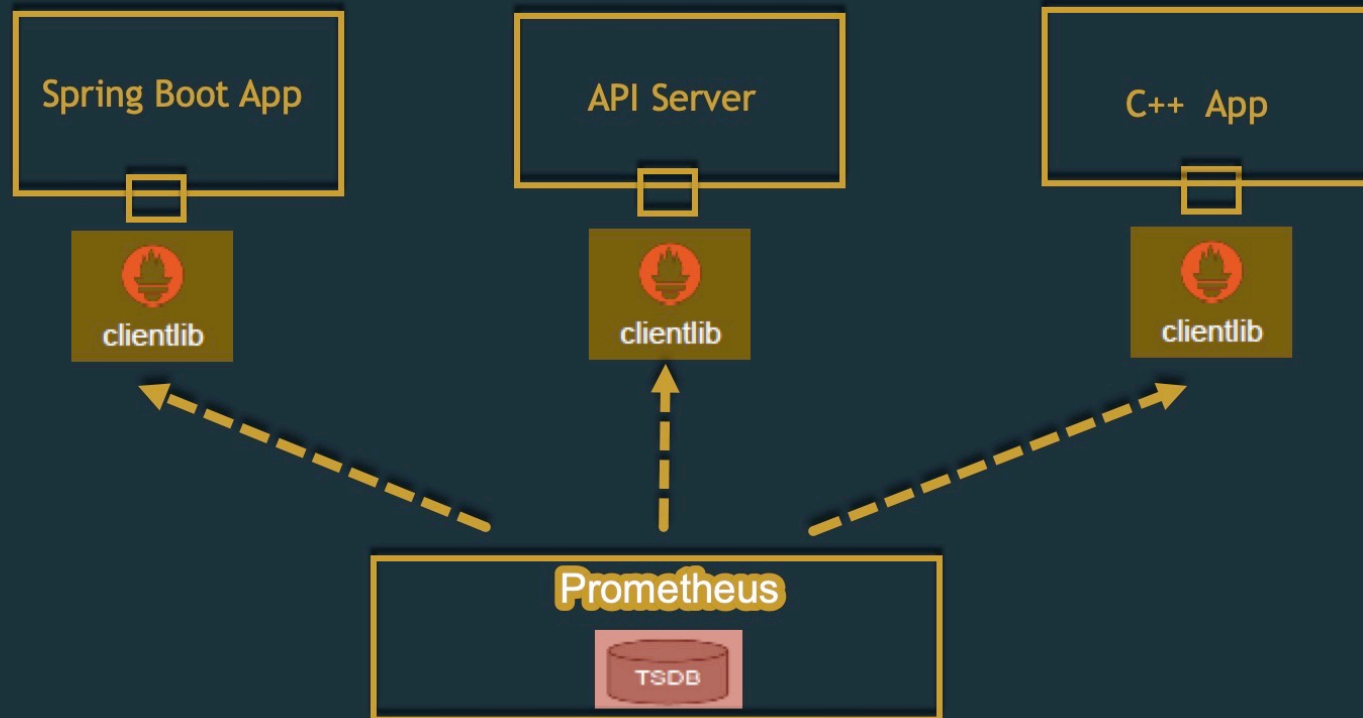 Spring Boot App
API Server
C++ App
clientlib
clientlib
clientlib
Prometheus
TSDB